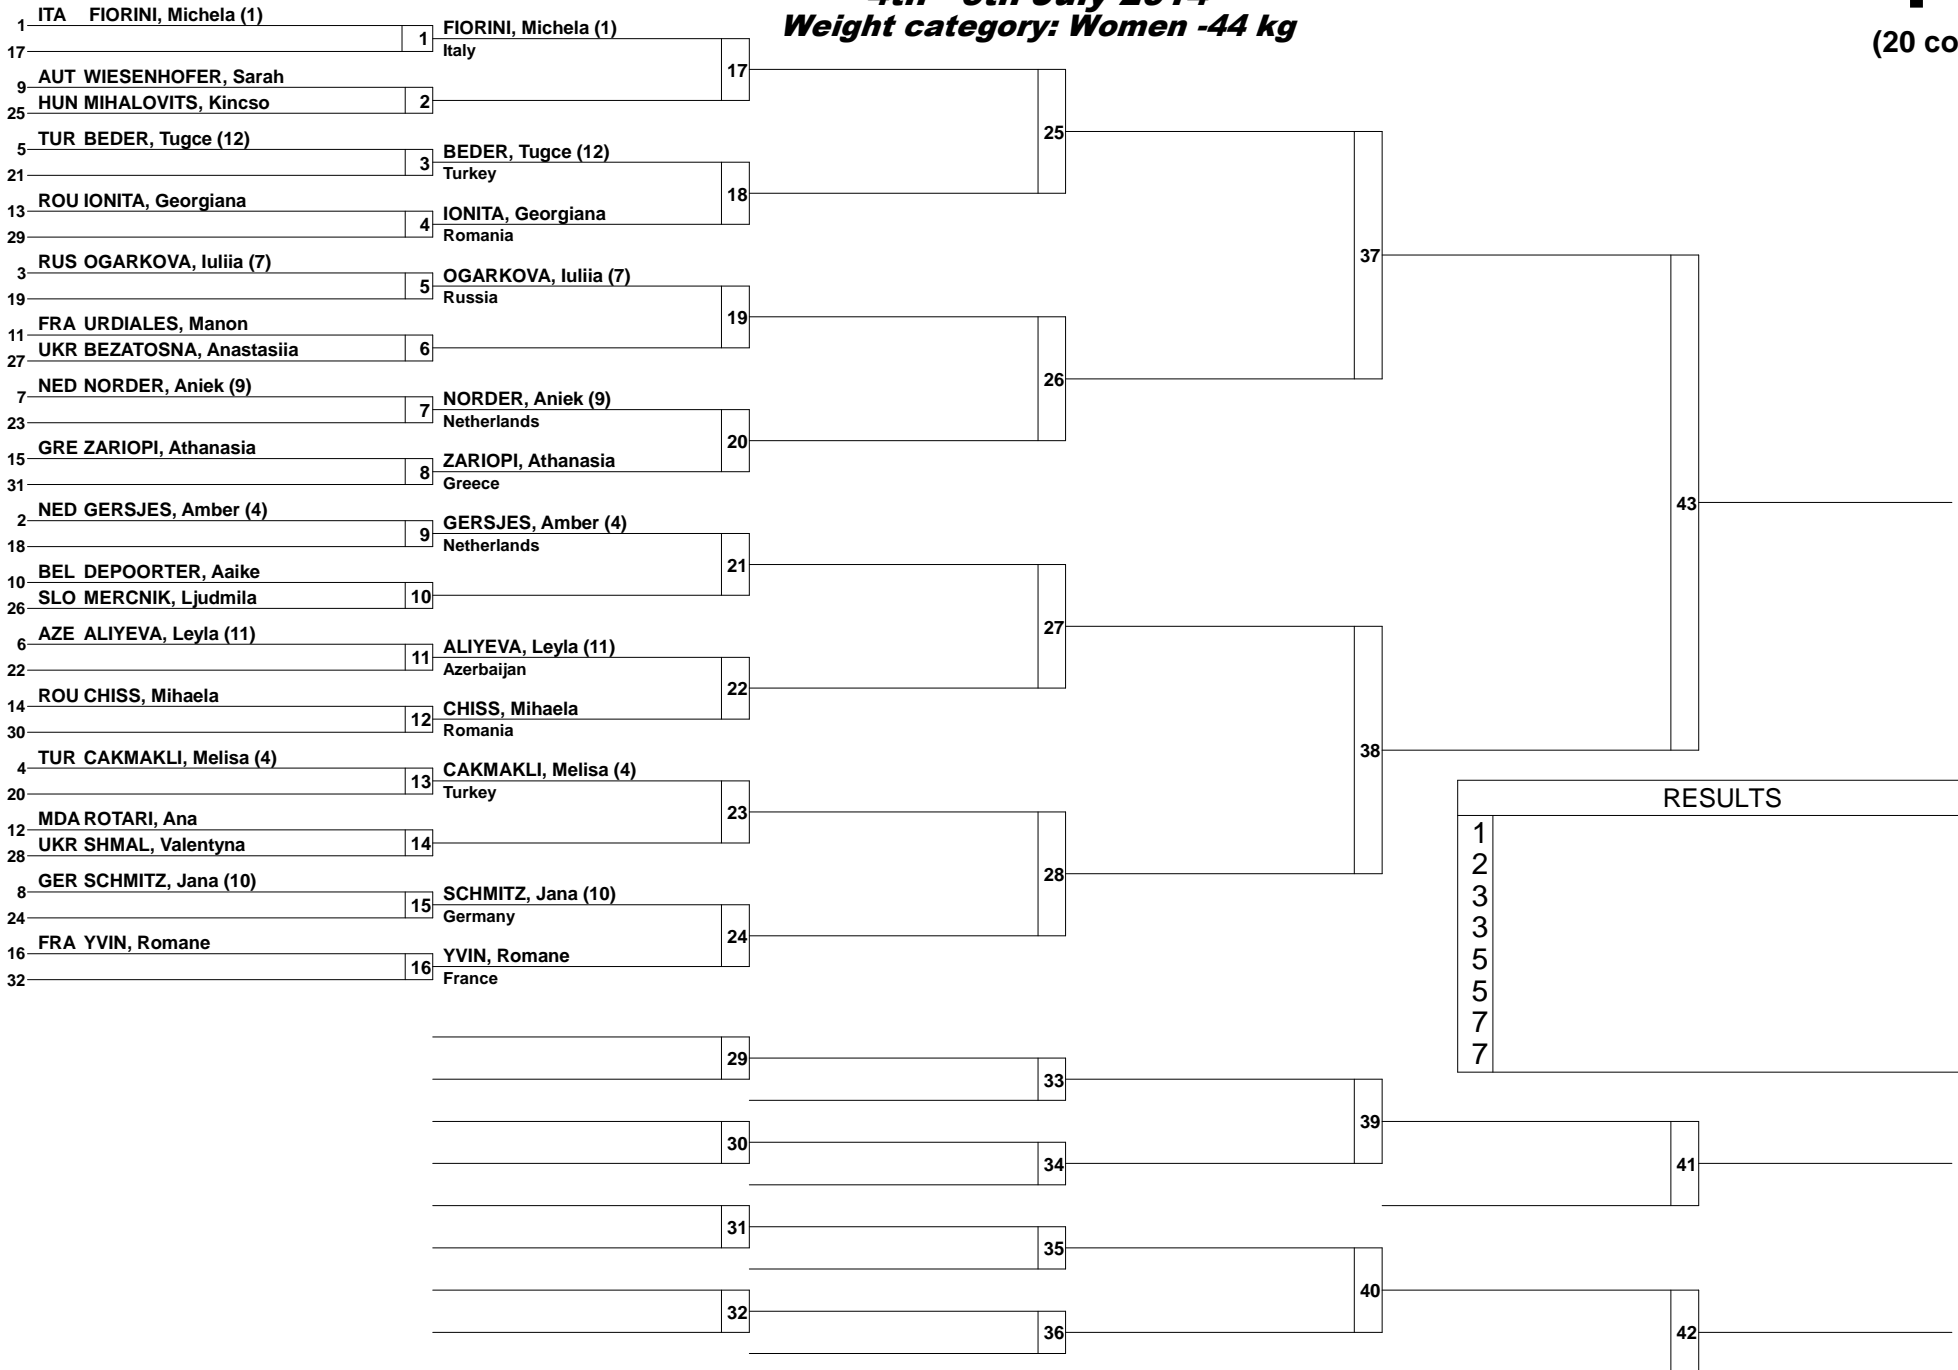 Weight category: Women -44 kg
(20 co
1 ITA FIORINI, Michela (1)
17
1 FIORINI, Michela (1)
Italy
17
9 AUT WIESENHOFER, Sarah
25 HUN MIHALOVITS, Kincso
2
5 TUR BEDER, Tugce (12)
21
3 BEDER, Tugce (12)
Turkey
18
13 ROU IONITA, Georgiana
29
4 IONITA, Georgiana
Romania
25
3 RUS OGARKOVA, Iuliia (7)
19
5 OGARKOVA, Iuliia (7)
Russia
19
11 FRA URDIALES, Manon
27 UKR BEZATOSNA, Anastasiia
6
7 NED NORDER, Aniek (9)
23
7 NORDER, Aniek (9)
Netherlands
20
15 GRE ZARIOPI, Athanasia
31
8 ZARIOPI, Athanasia
Greece
26
37
2 NED GERSJES, Amber (4)
18
9 GERSJES, Amber (4)
Netherlands
21
10 BEL DEPOORTER, Aaike
26 SLO MERCNIK, Ljudmila
10
6 AZE ALIYEVA, Leyla (11)
22
11 ALIYEVA, Leyla (11)
Azerbaijan
22
14 ROU CHISS, Mihaela
30
12 CHISS, Mihaela
Romania
27
4 TUR CAKMAKLI, Melisa (4)
20
13 CAKMAKLI, Melisa (4)
Turkey
23
12 MDA ROTARI, Ana
28 UKR SHMAL, Valentyna
14
8 GER SCHMITZ, Jana (10)
24
15 SCHMITZ, Jana (10)
Germany
24
16 FRA YVIN, Romane
32
16 YVIN, Romane
France
28
38
43
RESULTS
1
2
3
3
5
5
7
7
29
33
30
34
39
41
31
35
32
36
40
42